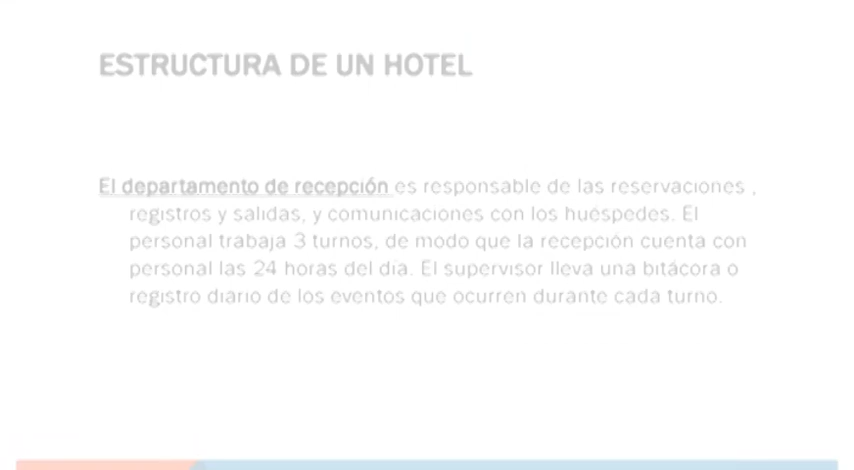 ESTRUCTURA DE UN HOTEL
El departamento de recepción es responsable de las reservaciones ,
registros y salidas, y comunicaciones con los huéspedes. El
personal trabaja 3 turnos, de modo que la recepción cuenta con
personal las 24 horas del día. El supervisor lleva una bitácora o
registro diario de los eventos que ocurren durante cada turno.